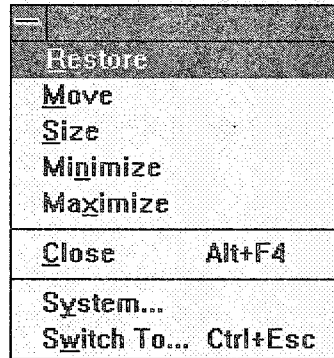 Restore
Move
Size
Minimize
Maximize
Close Alt+F4
System...
Switch To... Ctrl+Esc